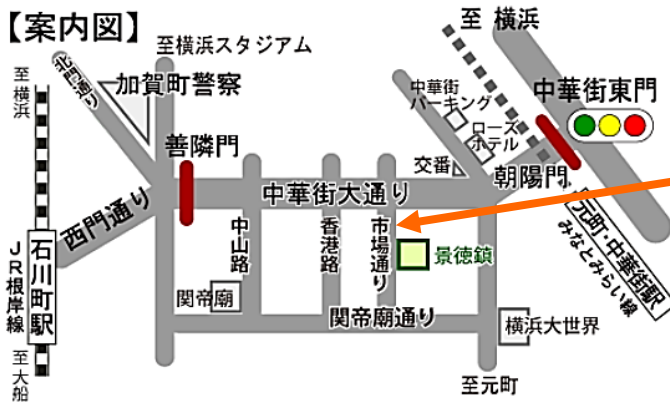 【案内図】
至横浜スタジアム
至 横浜
至横浜
北門通り
加賀町警察
中華街
パーキング
中華街東門
ローズ
ホテル
善隣門
交番
朝陽門
中華街大通り
西門通り
中山路
香港路
市場通り
景徳鎮
元町・中華街駅
みなとみらい線
石川町駅
JR根岸線
関帝廟
関帝廟通り
横浜大世界
至大船
至元町